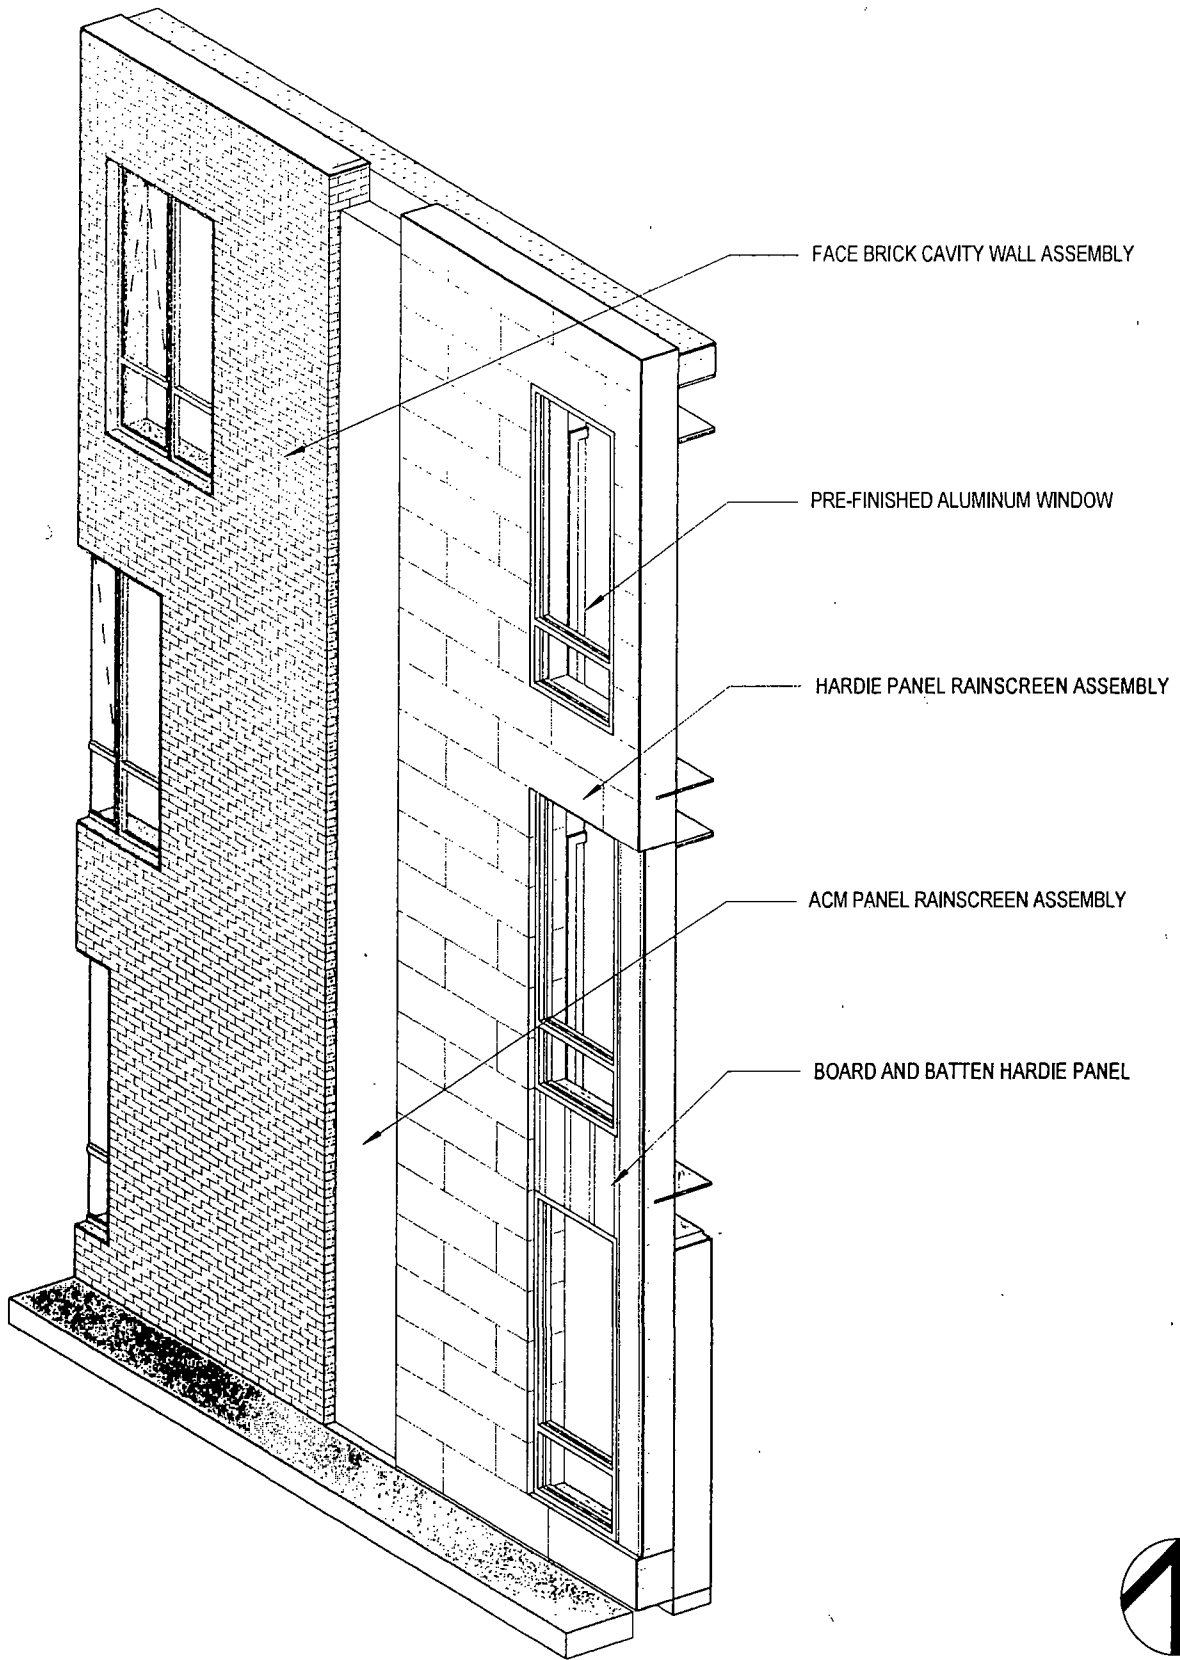 FACE BRICK CAVITY WALL ASSEMBLY
PRE-FINISHED ALUMINUM WINDOW
HARDIE PANEL RAINSCREEN ASSEMBLY
ACM PANEL RAINSCREEN ASSEMBLY
BOARD AND BATTEN HARDIE PANEL